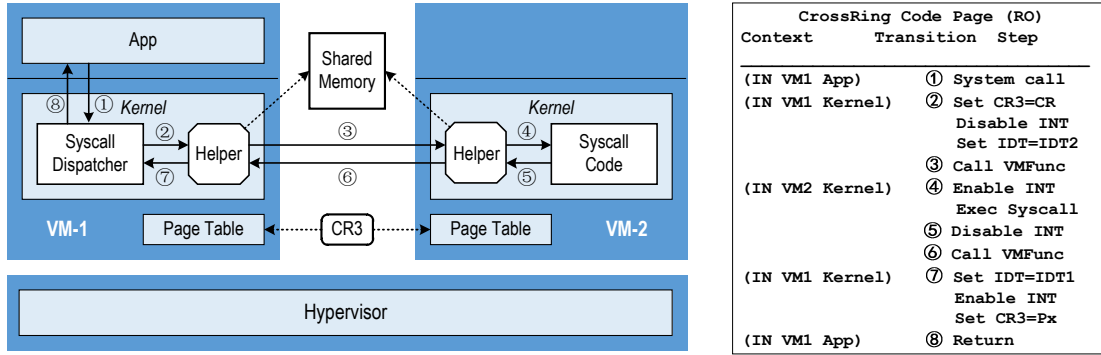 App
Shared
Memory
⑧
①
Kernel
Kernel
Syscall
Dispatcher
②
⑦
Helper
③
⑥
Helper
④
⑤
Syscall
Code
VM-1
Page Table
CR3
Page Table
VM-2
Hypervisor
CrossRing Code Page (RO)
Context Transition Step
(IN VM1 App) ① System call
(IN VM1 Kernel) ② Set CR3=CR
Disable INT
Set IDT=IDT2
③ Call VMFunc
(IN VM2 Kernel) ④ Enable INT
Exec Syscall
⑤ Disable INT
⑥ Call VMFunc
(IN VM1 Kernel) ⑦ Set IDT=IDT1
Enable INT
Set CR3=Px
(IN VM1 App) ⑧ Return